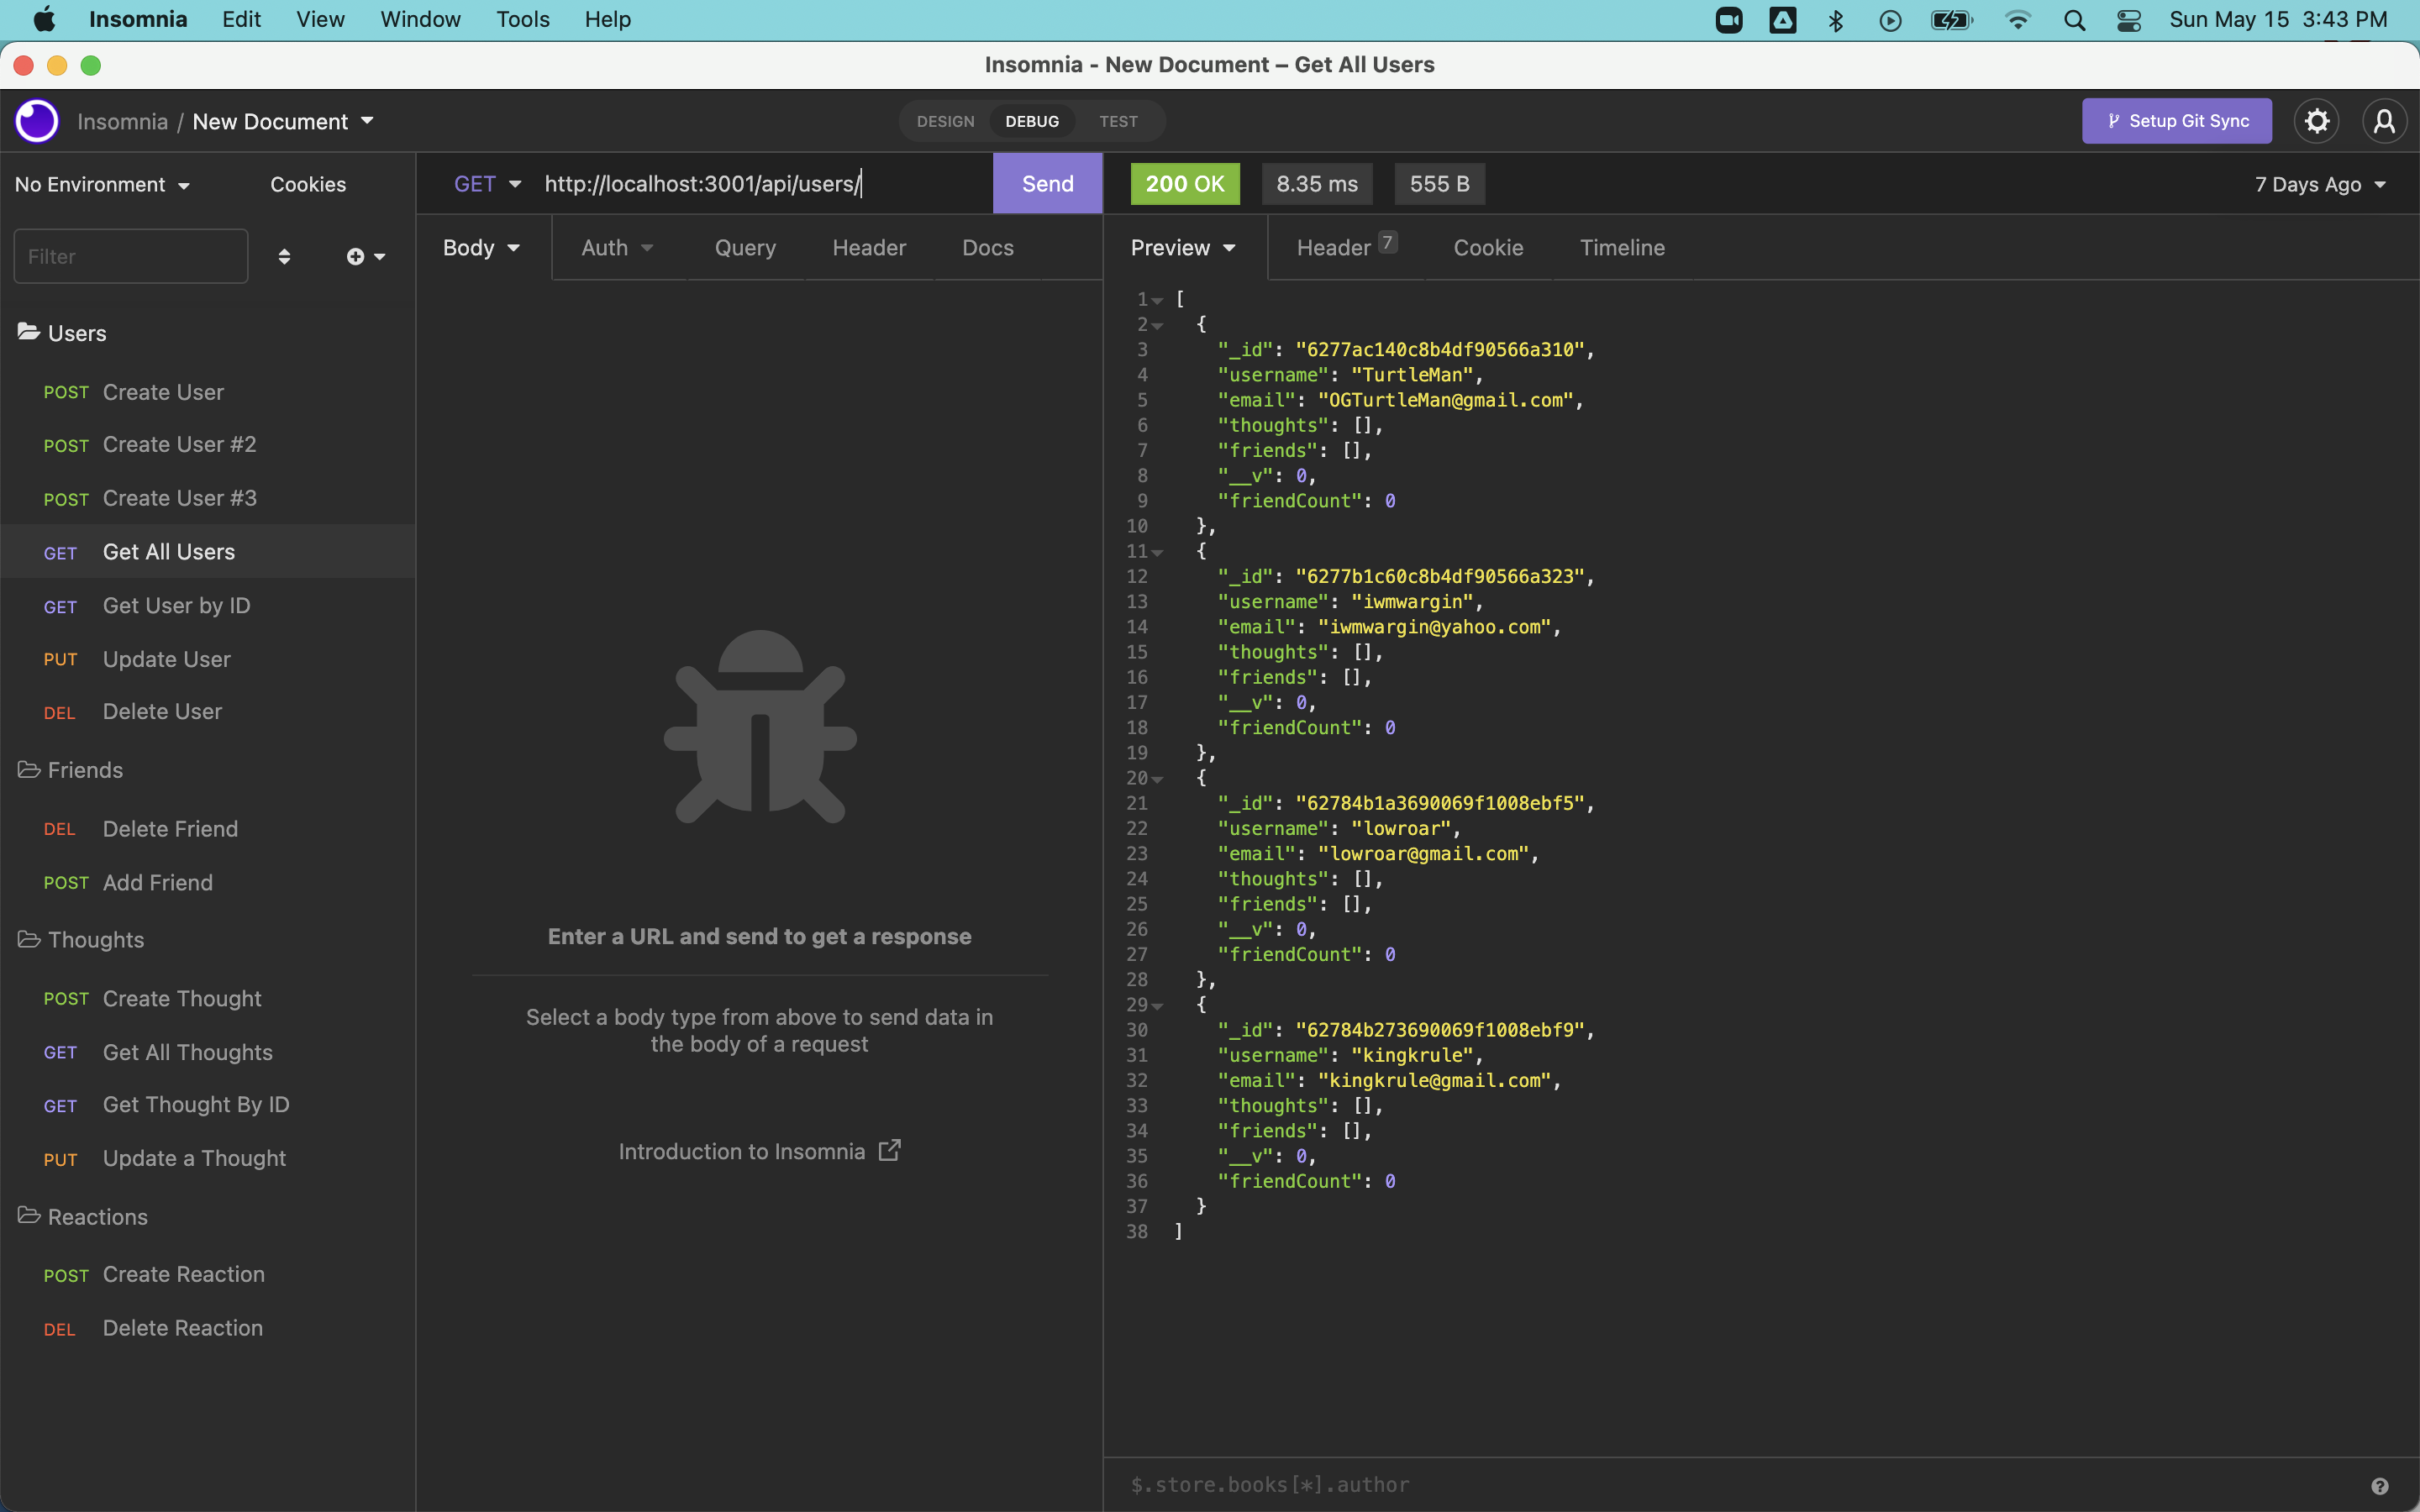 Insomnia Edit View Window Tools Help Sun May 15 3:43 PM
Insomnia - New Document – Get All Users
Insomnia / New Document DESIGN DEBUG TEST Setup Git Sync
No Environment Cookies
GET http://localhost:3001/api/users/ Send
200 OK 8.35 ms 555 B 7 Days Ago
Filter
Users
POST Create User
POST Create User #2
POST Create User #3
GET Get All Users
GET Get User by ID
PUT Update User
DEL Delete User
Friends
DEL Delete Friend
POST Add Friend
Thoughts
POST Create Thought
GET Get All Thoughts
GET Get Thought By ID
PUT Update a Thought
Reactions
POST Create Reaction
DEL Delete Reaction
Body Auth Query Header Docs
Enter a URL and send to get a response
Select a body type from above to send data in
the body of a request
Introduction to Insomnia
Preview Header 7 Cookie Timeline
1 [
2 {
3 "_id": "6277ac140c8b4df90566a310",
4 "username": "TurtleMan",
5 "email": "OGTurtleMan@gmail.com",
6 "thoughts": [],
7 "friends": [],
8 "__v": 0,
9 "friendCount": 0
10 },
11 {
12 "_id": "6277b1c60c8b4df90566a323",
13 "username": "iwmwargin",
14 "email": "iwmwargin@yahoo.com",
15 "thoughts": [],
16 "friends": [],
17 "__v": 0,
18 "friendCount": 0
19 },
20 {
21 "_id": "62784b1a3690069f1008ebf5",
22 "username": "lowroar",
23 "email": "lowroar@gmail.com",
24 "thoughts": [],
25 "friends": [],
26 "__v": 0,
27 "friendCount": 0
28 },
29 {
30 "_id": "62784b273690069f1008ebf9",
31 "username": "kingkrule",
32 "email": "kingkrule@gmail.com",
33 "thoughts": [],
34 "friends": [],
35 "__v": 0,
36 "friendCount": 0
37 }
38 ]
$.store.books[*].author